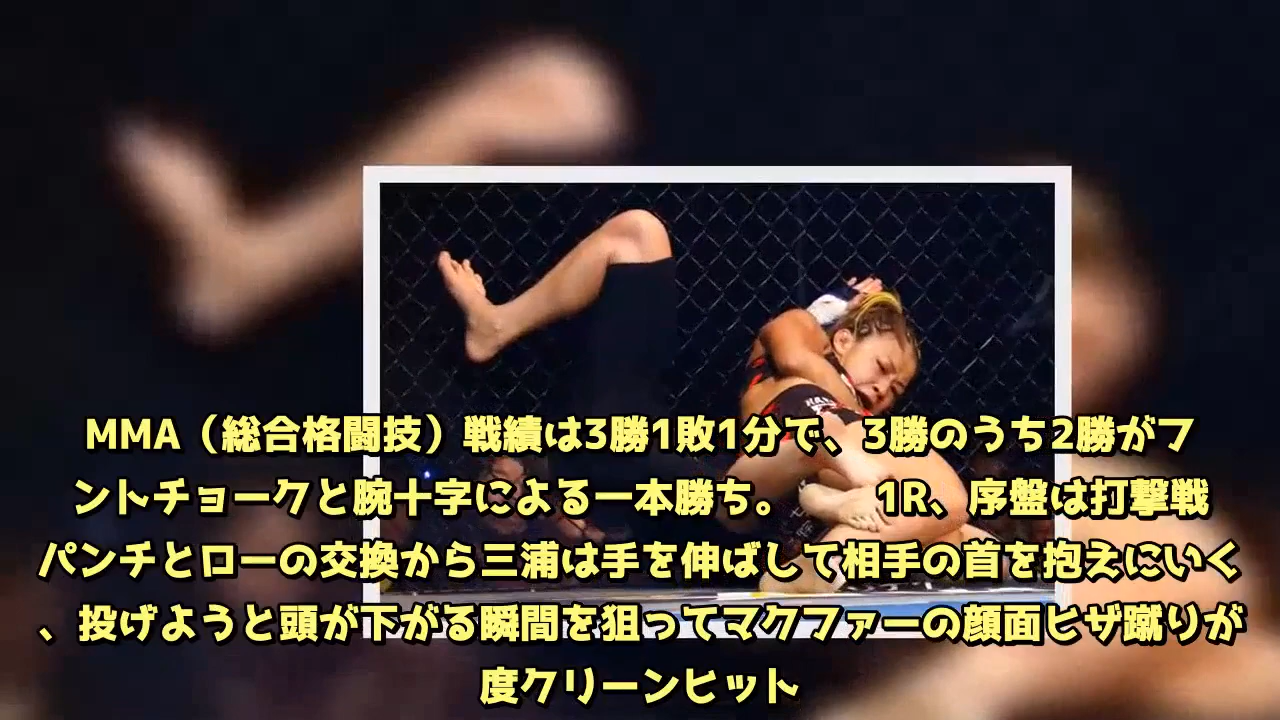 MMA（総合格闘技）戦績は3勝1敗1分で、3勝のうち2勝がフ
ントチョークと腕十字による一本勝ち。　　1R、序盤は打撃戦
パンチとローの交換から三浦は手を伸ばして相手の首を抱えにいく
、投げようと頭が下がる瞬間を狙ってマクファーの顔面ヒザ蹴りが
度クリーンヒット